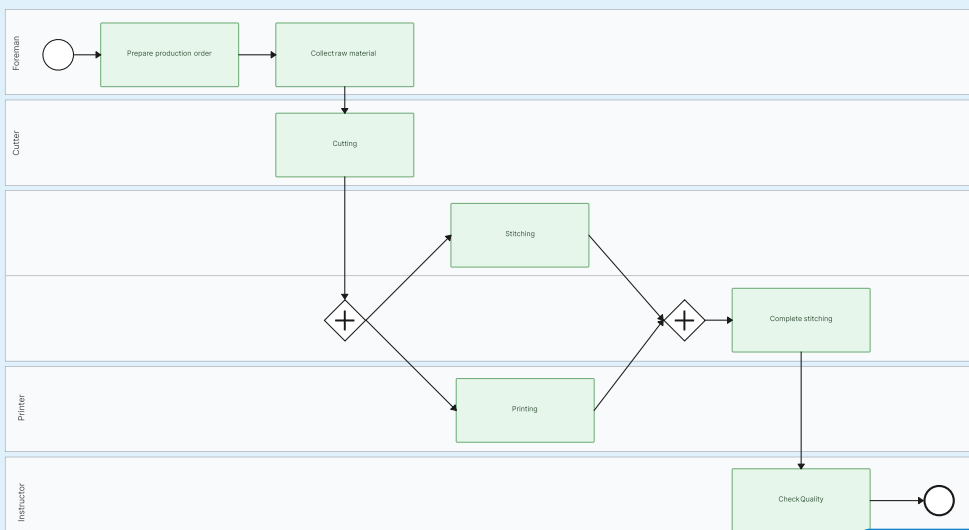 Foreman
Prepare production order
Collect raw material
Cutter
Cutting
Stitching
Complete stitching
Printer
Printing
Instructor
Check Quality